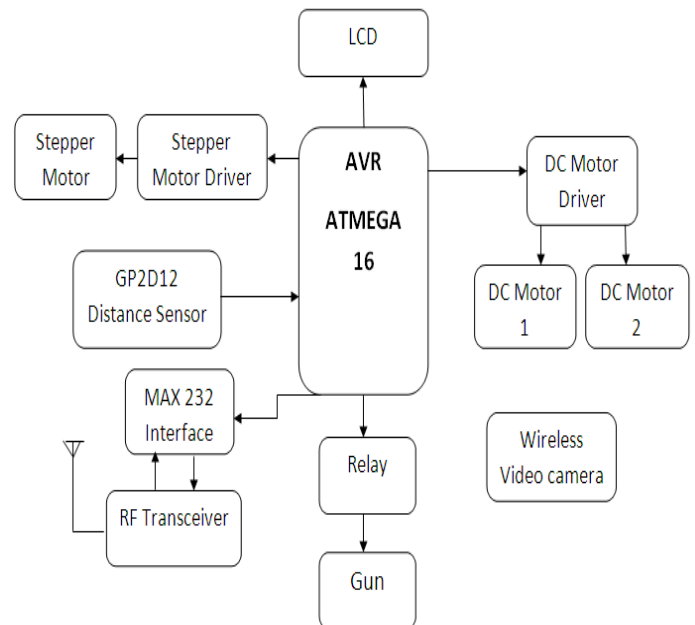 LCD
Stepper
Motor
Stepper
Motor Driver
AVR
ATMEGA
16
DC Motor
Driver
GP2D12
Distance Sensor
DC Motor
1
DC Motor
2
MAX 232
Interface
Relay
Wireless
Video camera
RF Transceiver
Gun